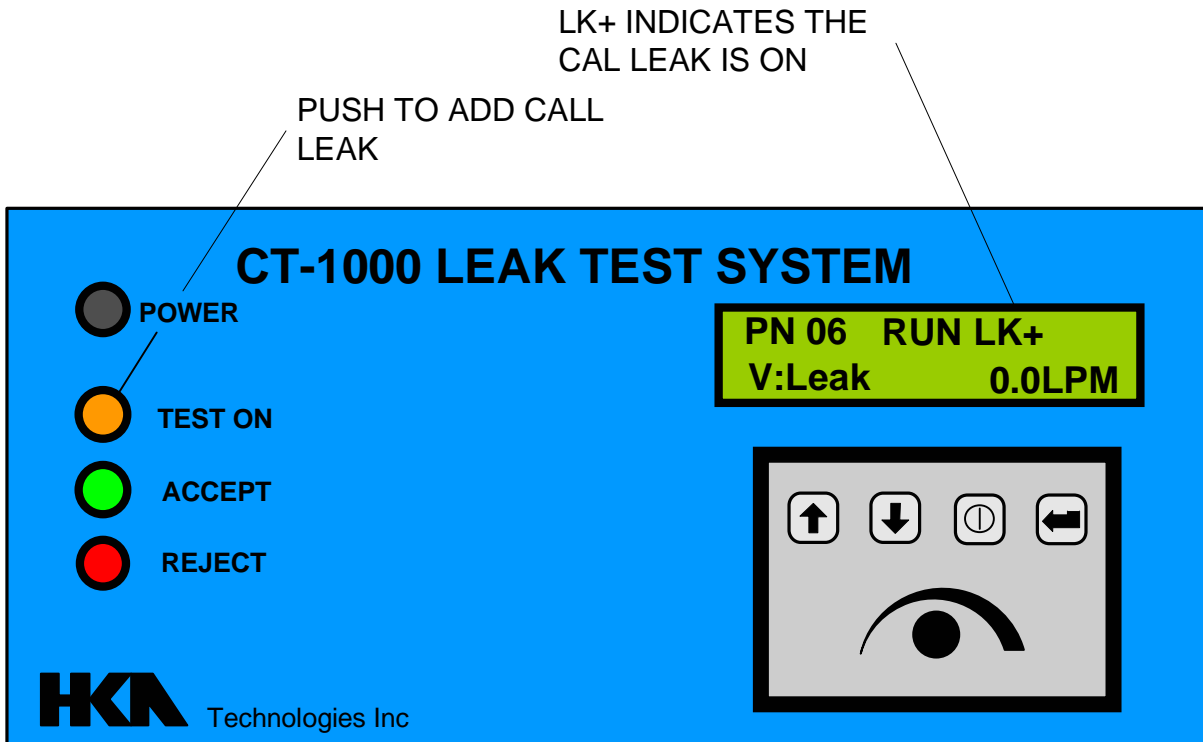 LK+ INDICATES THE
CAL LEAK IS ON
PUSH TO ADD CALL
LEAK
CT-1000 LEAK TEST SYSTEM
POWER
PN 06 RUN LK+
V:Leak 0.0LPM
TEST ON
ACCEPT
REJECT
HKA Technologies Inc